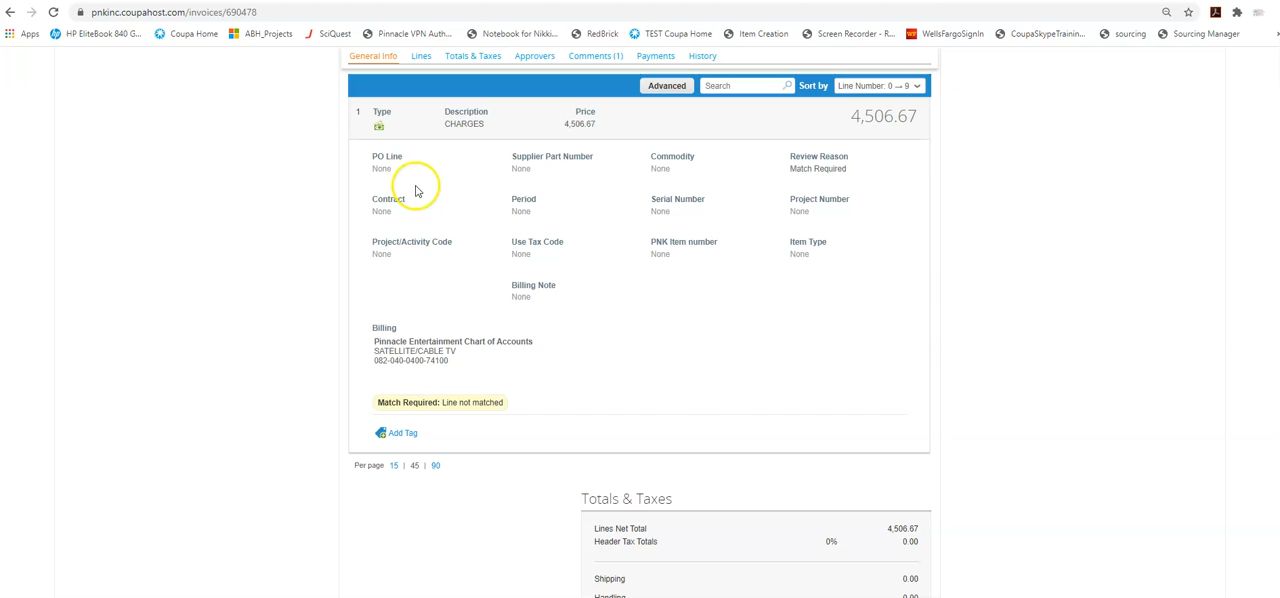 pnkinc.coupahost.com/invoices/690478
Apps HP EliteBook 840 G... Coupa Home ABH_Projects SciQuest Pinnacle VPN Auth... Notebook for Nikki... RedBrick TEST Coupa Home Item Creation Screen Recorder - R... WellsFargoSignIn CoupaSkypeTrainin... sourcing Sourcing Manager
General Info Lines Totals & Taxes Approvers Comments (1) Payments History
Advanced Search Sort by Line Number: 0 → 9
1 Type Description Price
CHARGES 4,506.67 4,506.67
PO Line Supplier Part Number Commodity Review Reason
None None None Match Required
Contract Period Serial Number Project Number
None None None None
Project/Activity Code Use Tax Code PNK Item number Item Type
None None None None
Billing Note
None
Billing
Pinnacle Entertainment Chart of Accounts
SATELLITE/CABLE TV
082-040-0400-74100
Match Required: Line not matched
Add Tag
Per page 15 | 45 | 90
Totals & Taxes
Lines Net Total 4,506.67
Header Tax Totals 0% 0.00
Shipping 0.00
Handling 0.00